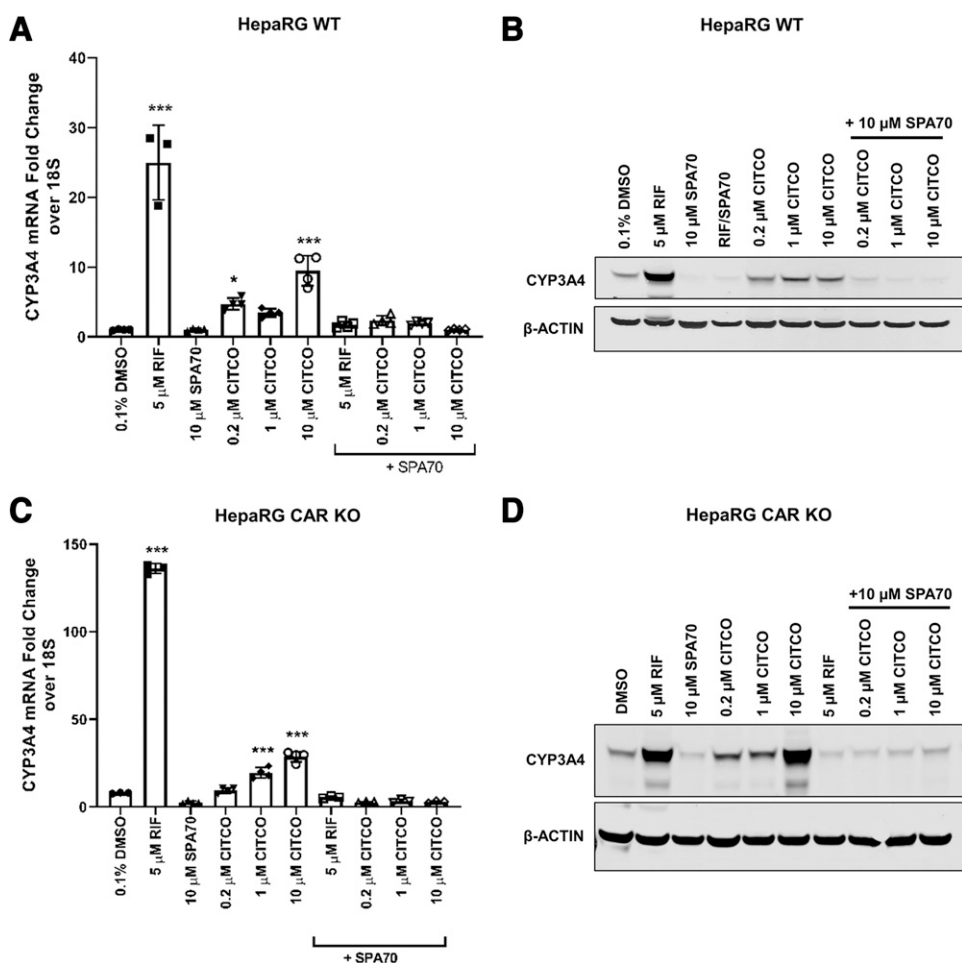 A
HepaRG WT
CYP3A4 mRNA Fold Change
over 18S
40
30
20
10
0
***
*
***
0.1% DMSO
5 μM RIF
10 μM SPA70
0.2 μM CITCO
1 μM CITCO
10 μM CITCO
5 μM RIF
0.2 μM CITCO
1 μM CITCO
10 μM CITCO
+ SPA70
B
HepaRG WT
+ 10 μM SPA70
0.1% DMSO
5 μM RIF
10 μM SPA70
RIF/SPA70
0.2 μM CITCO
1 μM CITCO
10 μM CITCO
0.2 μM CITCO
1 μM CITCO
10 μM CITCO
CYP3A4
β-ACTIN
C
HepaRG CAR KO
CYP3A4 mRNA Fold Change
over 18S
150
100
50
0
***
***
***
0.1% DMSO
5 μM RIF
10 μM SPA70
0.2 μM CITCO
1 μM CITCO
10 μM CITCO
5 μM RIF
0.2 μM CITCO
1 μM CITCO
10 μM CITCO
+ SPA70
D
HepaRG CAR KO
+10 μM SPA70
DMSO
5 μM RIF
10 μM SPA70
0.2 μM CITCO
1 μM CITCO
10 μM CITCO
5 μM RIF
0.2 μM CITCO
1 μM CITCO
10 μM CITCO
CYP3A4
β-ACTIN